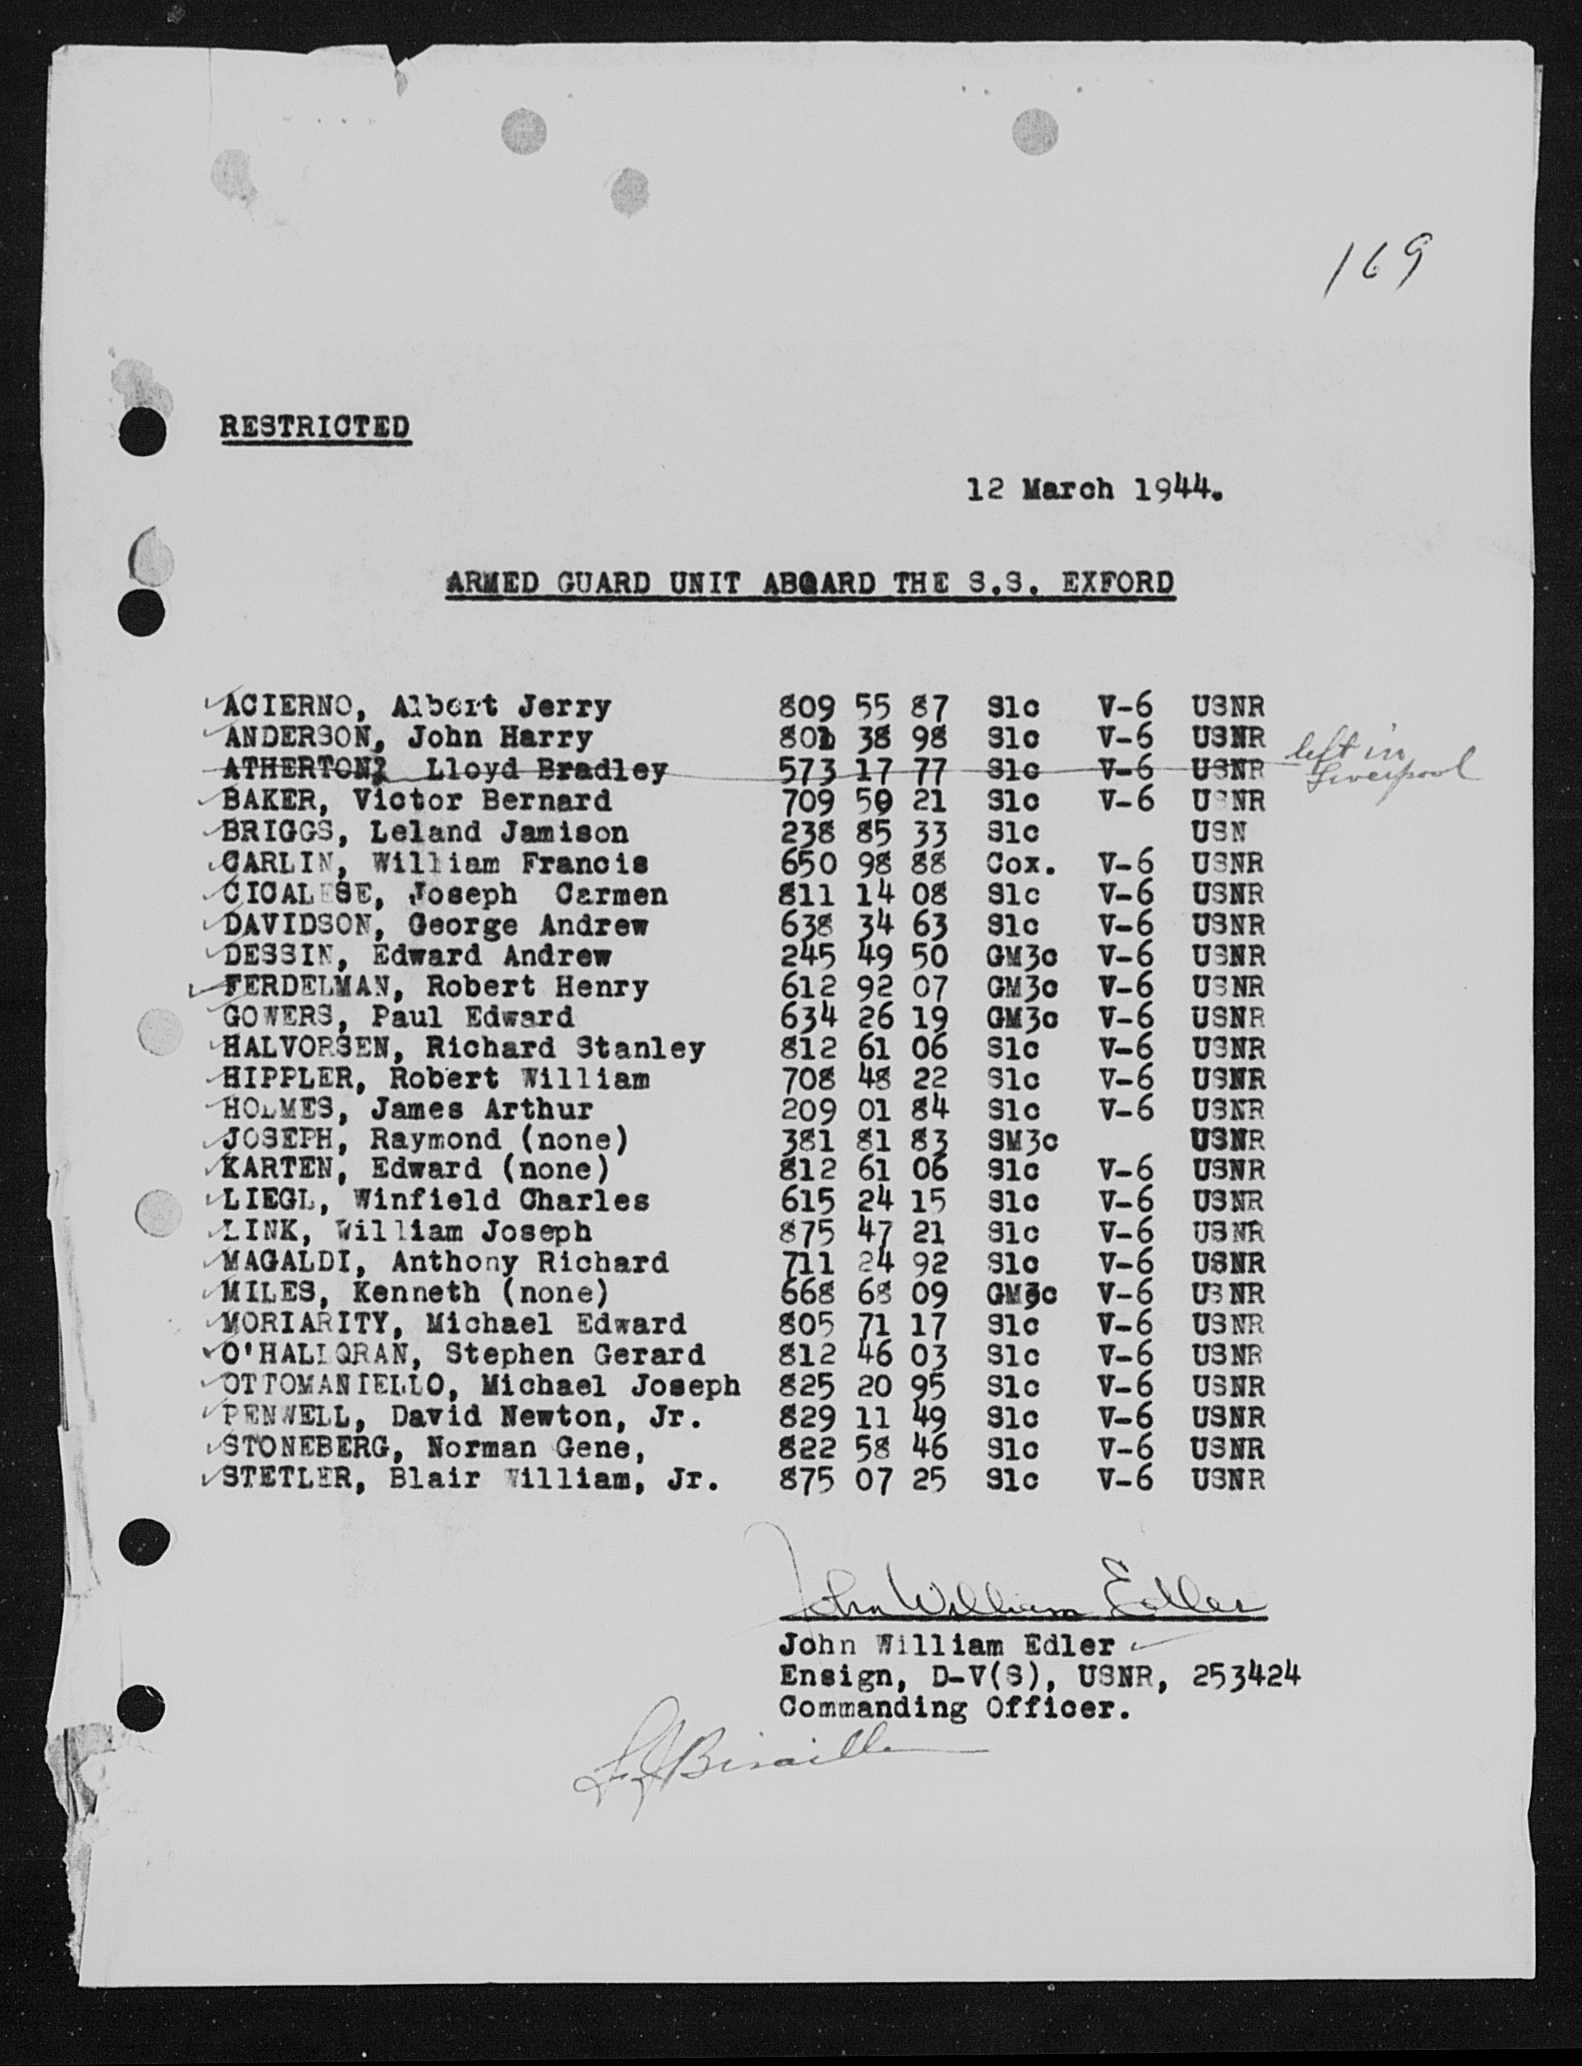 169
RESTRICTED
12 March 1944.
ARMED GUARD UNIT ABOARD THE S.S. EXFORD
ACIERNO, Albert Jerry 809 55 87 S1c V-6 USNR
ANDERSON, John Harry 801 38 98 S1c V-6 USNR
ATHERTON, Lloyd Bradley 573 17 77 S1c V-6 USNR left in Liverpool
BAKER, Victor Bernard 709 50 21 S1c V-6 USNR
BRIGGS, Leland Jamison 238 85 33 S1c USN
CARLIN, William Francis 650 98 88 Cox. V-6 USNR
CICALESE, Joseph Carmen 811 14 08 S1c V-6 USNR
DAVIDSON, George Andrew 638 34 63 S1c V-6 USNR
DESSIN, Edward Andrew 245 49 50 GM3c V-6 USNR
FERDELMAN, Robert Henry 612 92 07 GM3c V-6 USNR
GOWERS, Paul Edward 634 26 19 GM3c V-6 USNR
HALVORSEN, Richard Stanley 812 61 06 S1c V-6 USNR
HIPPLER, Robert William 708 48 22 S1c V-6 USNR
HOLMES, James Arthur 209 01 84 S1c V-6 USNR
JOSEPH, Raymond (none) 381 81 83 SM3c USNR
KARTEN, Edward (none) 812 61 06 S1c V-6 USNR
LIEGL, Winfield Charles 615 24 15 S1c V-6 USNR
LINK, William Joseph 875 47 21 S1c V-6 USNR
MAGALDI, Anthony Richard 711 24 92 S1c V-6 USNR
MILES, Kenneth (none) 668 68 09 GM3c V-6 USNR
MORIARITY, Michael Edward 805 71 17 S1c V-6 USNR
O'HALLORAN, Stephen Gerard 812 46 03 S1c V-6 USNR
OTTOMANIELLO, Michael Joseph 825 20 95 S1c V-6 USNR
PENWELL, David Newton, Jr. 829 11 49 S1c V-6 USNR
STONEBERG, Norman Gene, 822 58 46 S1c V-6 USNR
STETLER, Blair William, Jr. 875 07 25 S1c V-6 USNR
John William Edler
John William Edler
Ensign, D-V(S), USNR, 253424
Commanding Officer.